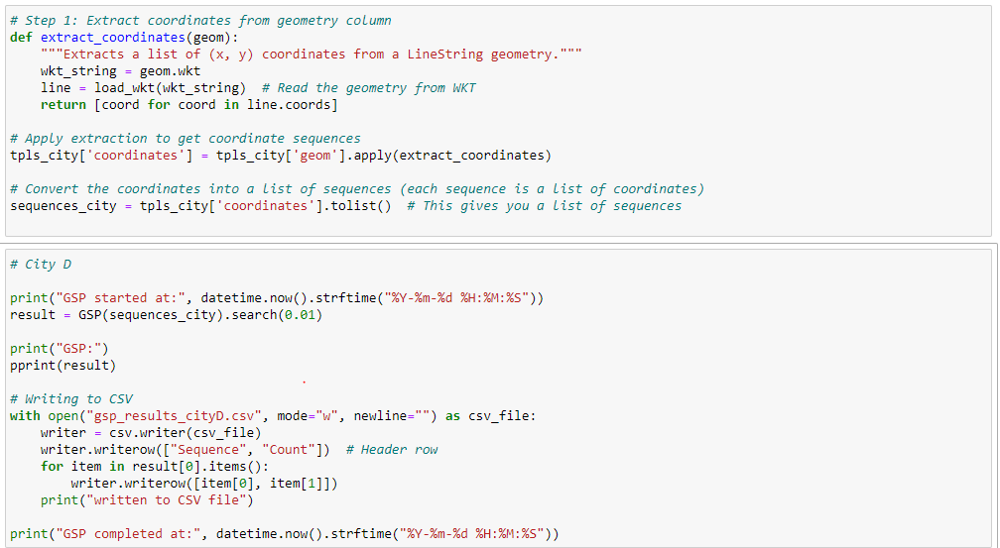 # Step 1: Extract coordinates from geometry column
def extract_coordinates(geom):
    """Extracts a list of (x, y) coordinates from a LineString geometry."""
    wkt_string = geom.wkt
    line = load_wkt(wkt_string)  # Read the geometry from WKT
    return [coord for coord in line.coords]

# Apply extraction to get coordinate sequences
tpls_city['coordinates'] = tpls_city['geom'].apply(extract_coordinates)

# Convert the coordinates into a list of sequences (each sequence is a list of coordinates)
sequences_city = tpls_city['coordinates'].tolist()  # This gives you a list of sequences

# City D

print("GSP started at:", datetime.now().strftime("%Y-%m-%d %H:%M:%S"))
result = GSP(sequences_city).search(0.01)

print("GSP:")
pprint(result)

# Writing to CSV
with open("gsp_results_cityD.csv", mode="w", newline="") as csv_file:
    writer = csv.writer(csv_file)
    writer.writerow(["Sequence", "Count"])  # Header row
    for item in result[0].items():
        writer.writerow([item[0], item[1]])
    print("written to CSV file")

print("GSP completed at:", datetime.now().strftime("%Y-%m-%d %H:%M:%S"))